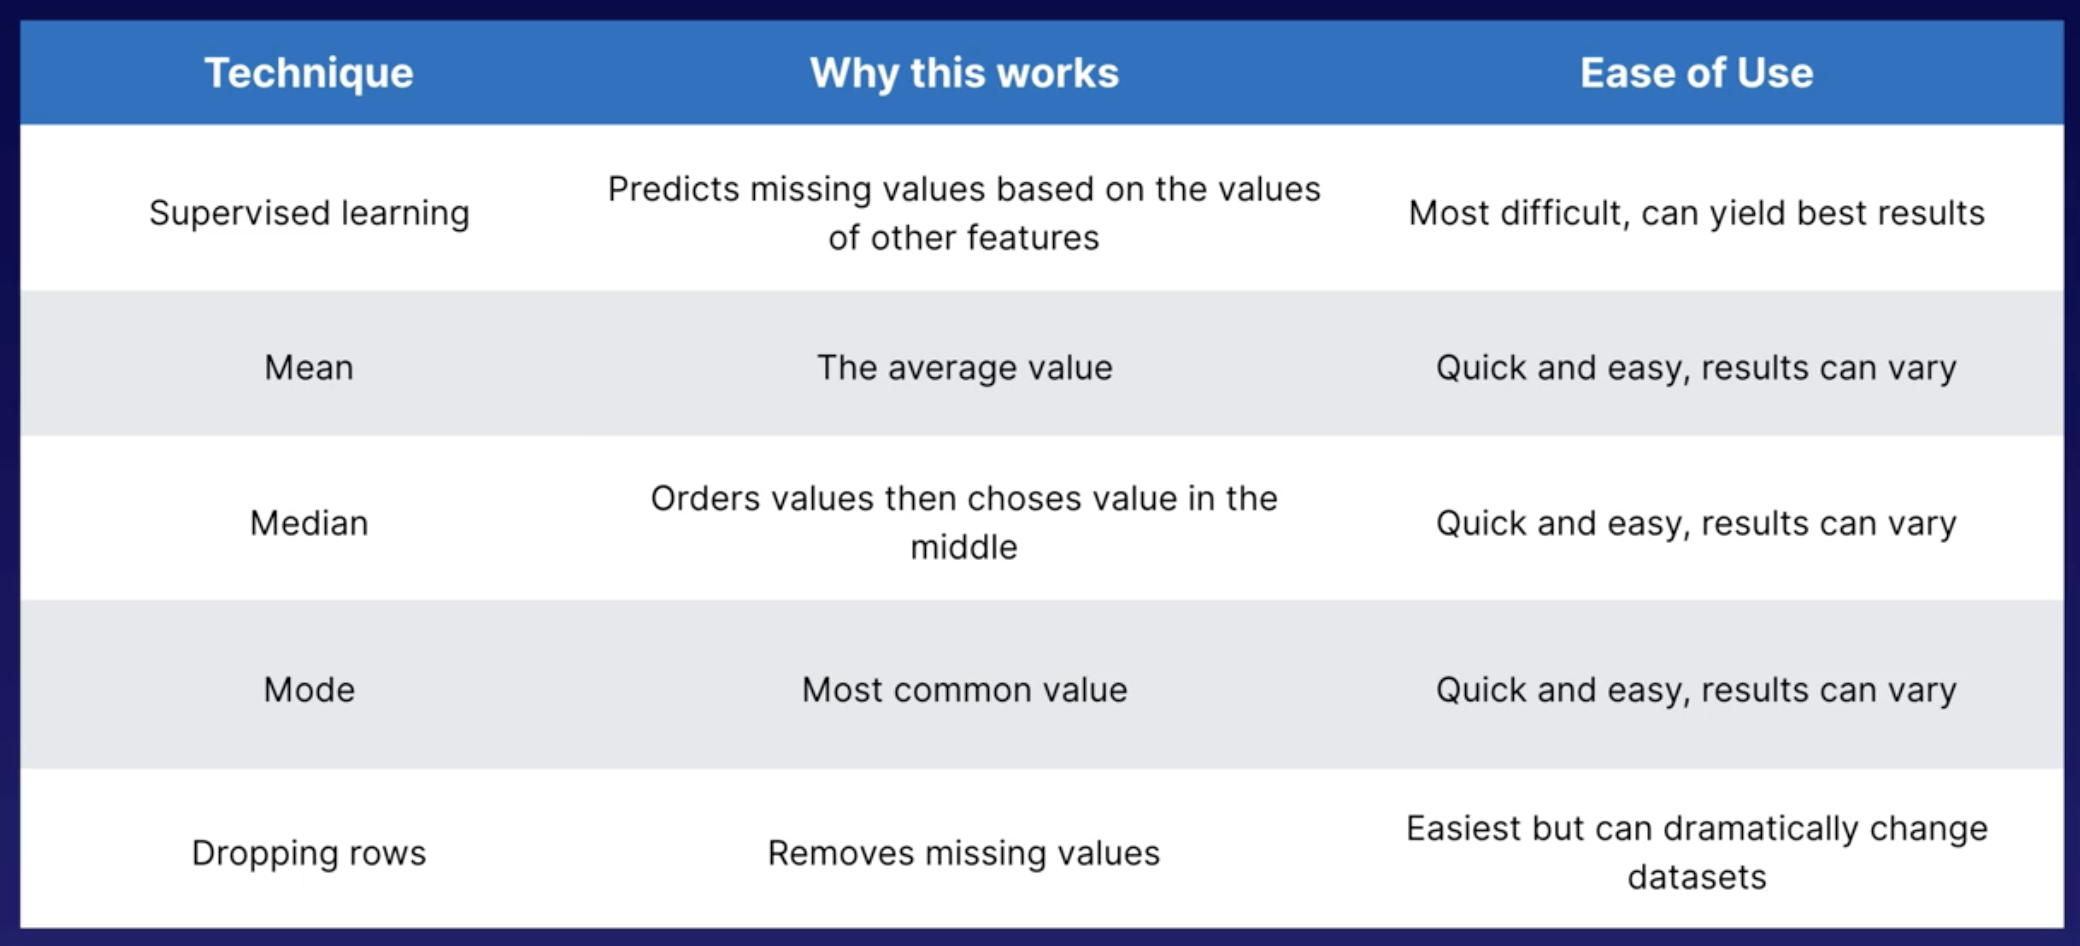 Technique Why this works Ease of Use
Supervised learning Predicts missing values based on the values of other features Most difficult, can yield best results
Mean The average value Quick and easy, results can vary
Median Orders values then choses value in the middle Quick and easy, results can vary
Mode Most common value Quick and easy, results can vary
Dropping rows Removes missing values Easiest but can dramatically change datasets